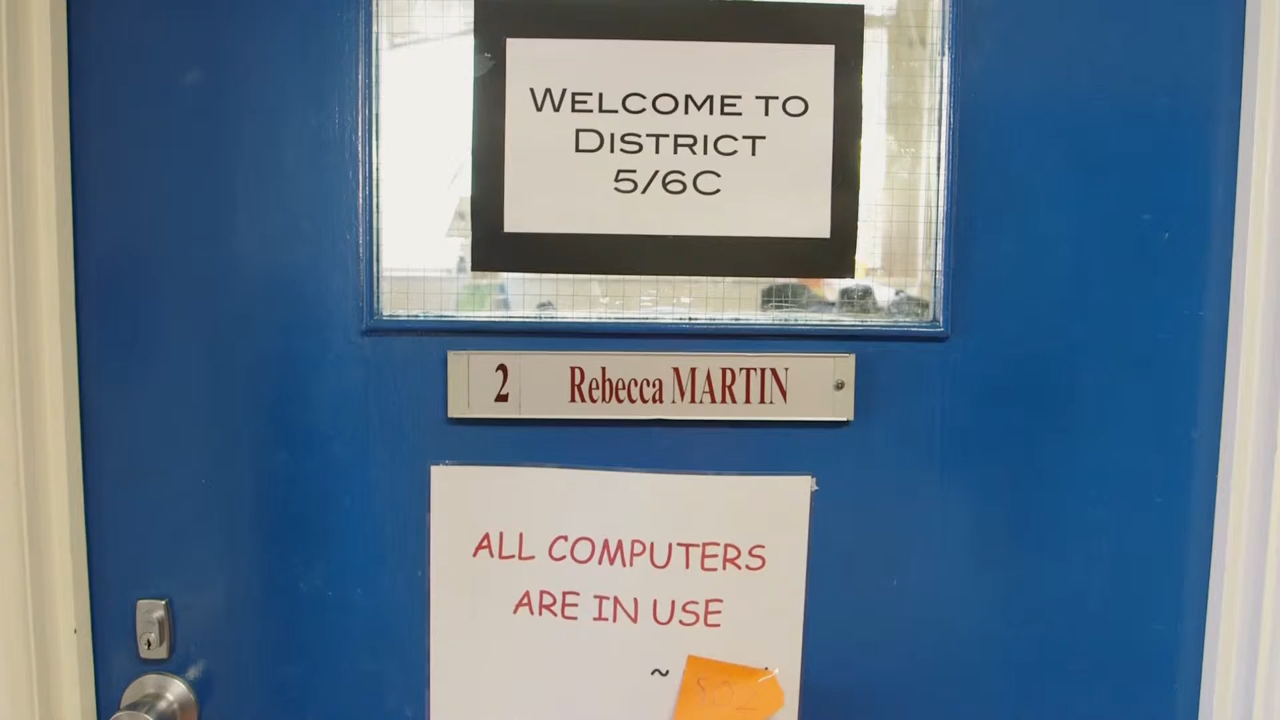 WELCOME TO
DISTRICT
5/6C
2 Rebecca MARTIN
ALL COMPUTERS
ARE IN USE
~